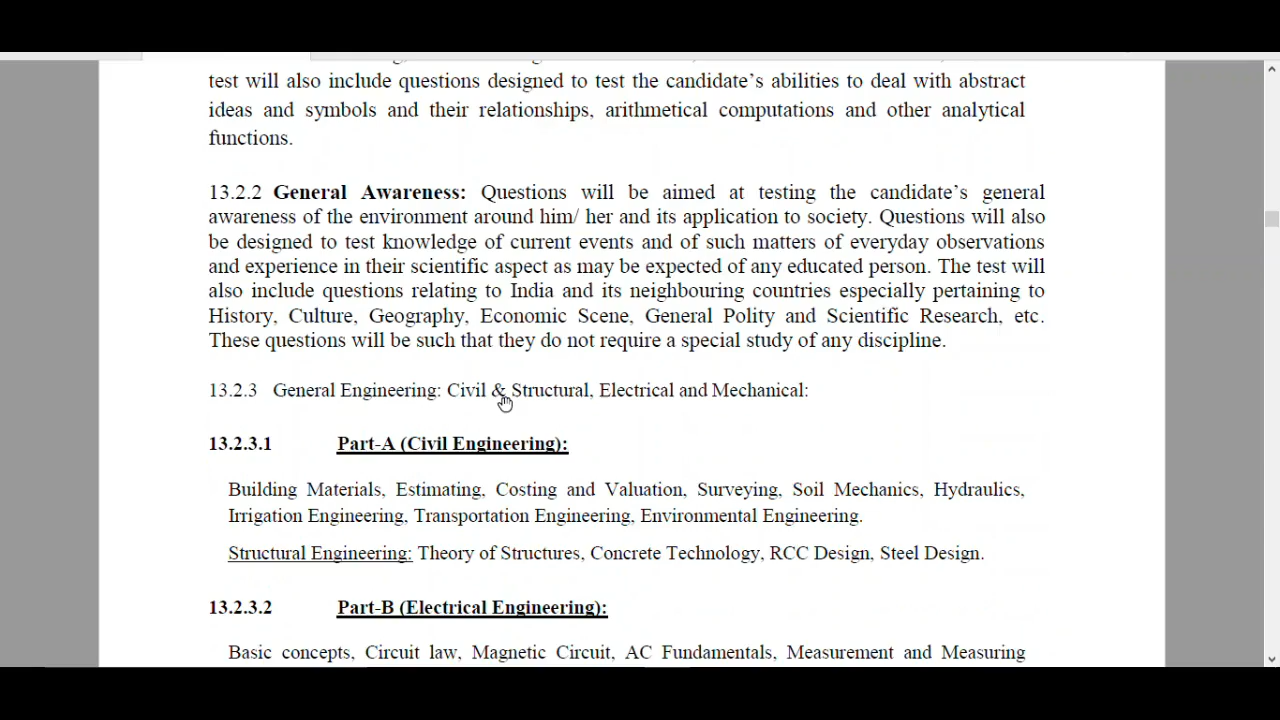 test will also include questions designed to test the candidate's abilities to deal with abstract
ideas and symbols and their relationships, arithmetical computations and other analytical
functions.
13.2.2 General Awareness: Questions will be aimed at testing the candidate's general
awareness of the environment around him/ her and its application to society. Questions will also
be designed to test knowledge of current events and of such matters of everyday observations
and experience in their scientific aspect as may be expected of any educated person. The test will
also include questions relating to India and its neighbouring countries especially pertaining to
History, Culture, Geography, Economic Scene, General Polity and Scientific Research, etc.
These questions will be such that they do not require a special study of any discipline.
13.2.3 General Engineering: Civil & Structural, Electrical and Mechanical:
13.2.3.1 Part-A (Civil Engineering):
Building Materials, Estimating, Costing and Valuation, Surveying, Soil Mechanics, Hydraulics,
Irrigation Engineering, Transportation Engineering, Environmental Engineering.
Structural Engineering: Theory of Structures, Concrete Technology, RCC Design, Steel Design.
13.2.3.2 Part-B (Electrical Engineering):
Basic concepts, Circuit law, Magnetic Circuit, AC Fundamentals, Measurement and Measuring